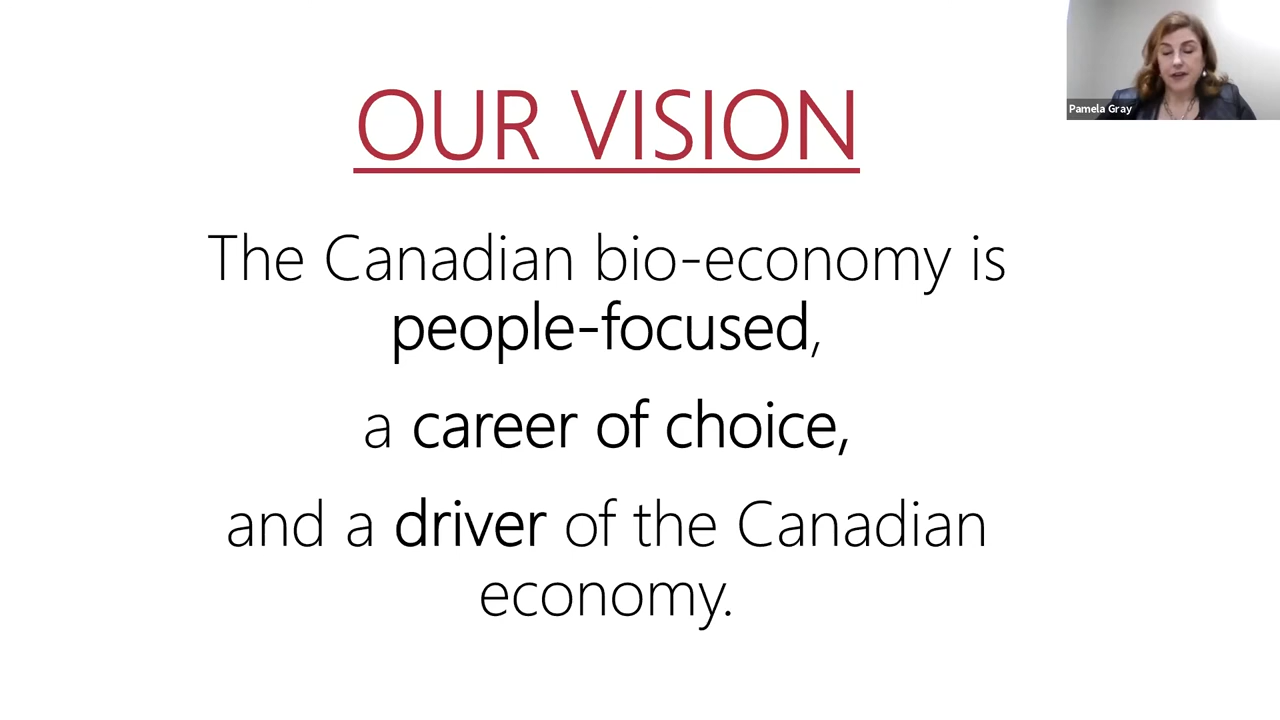 OUR VISION
The Canadian bio-economy is
people-focused,
a career of choice,
and a driver of the Canadian
economy.
Pamela Gray